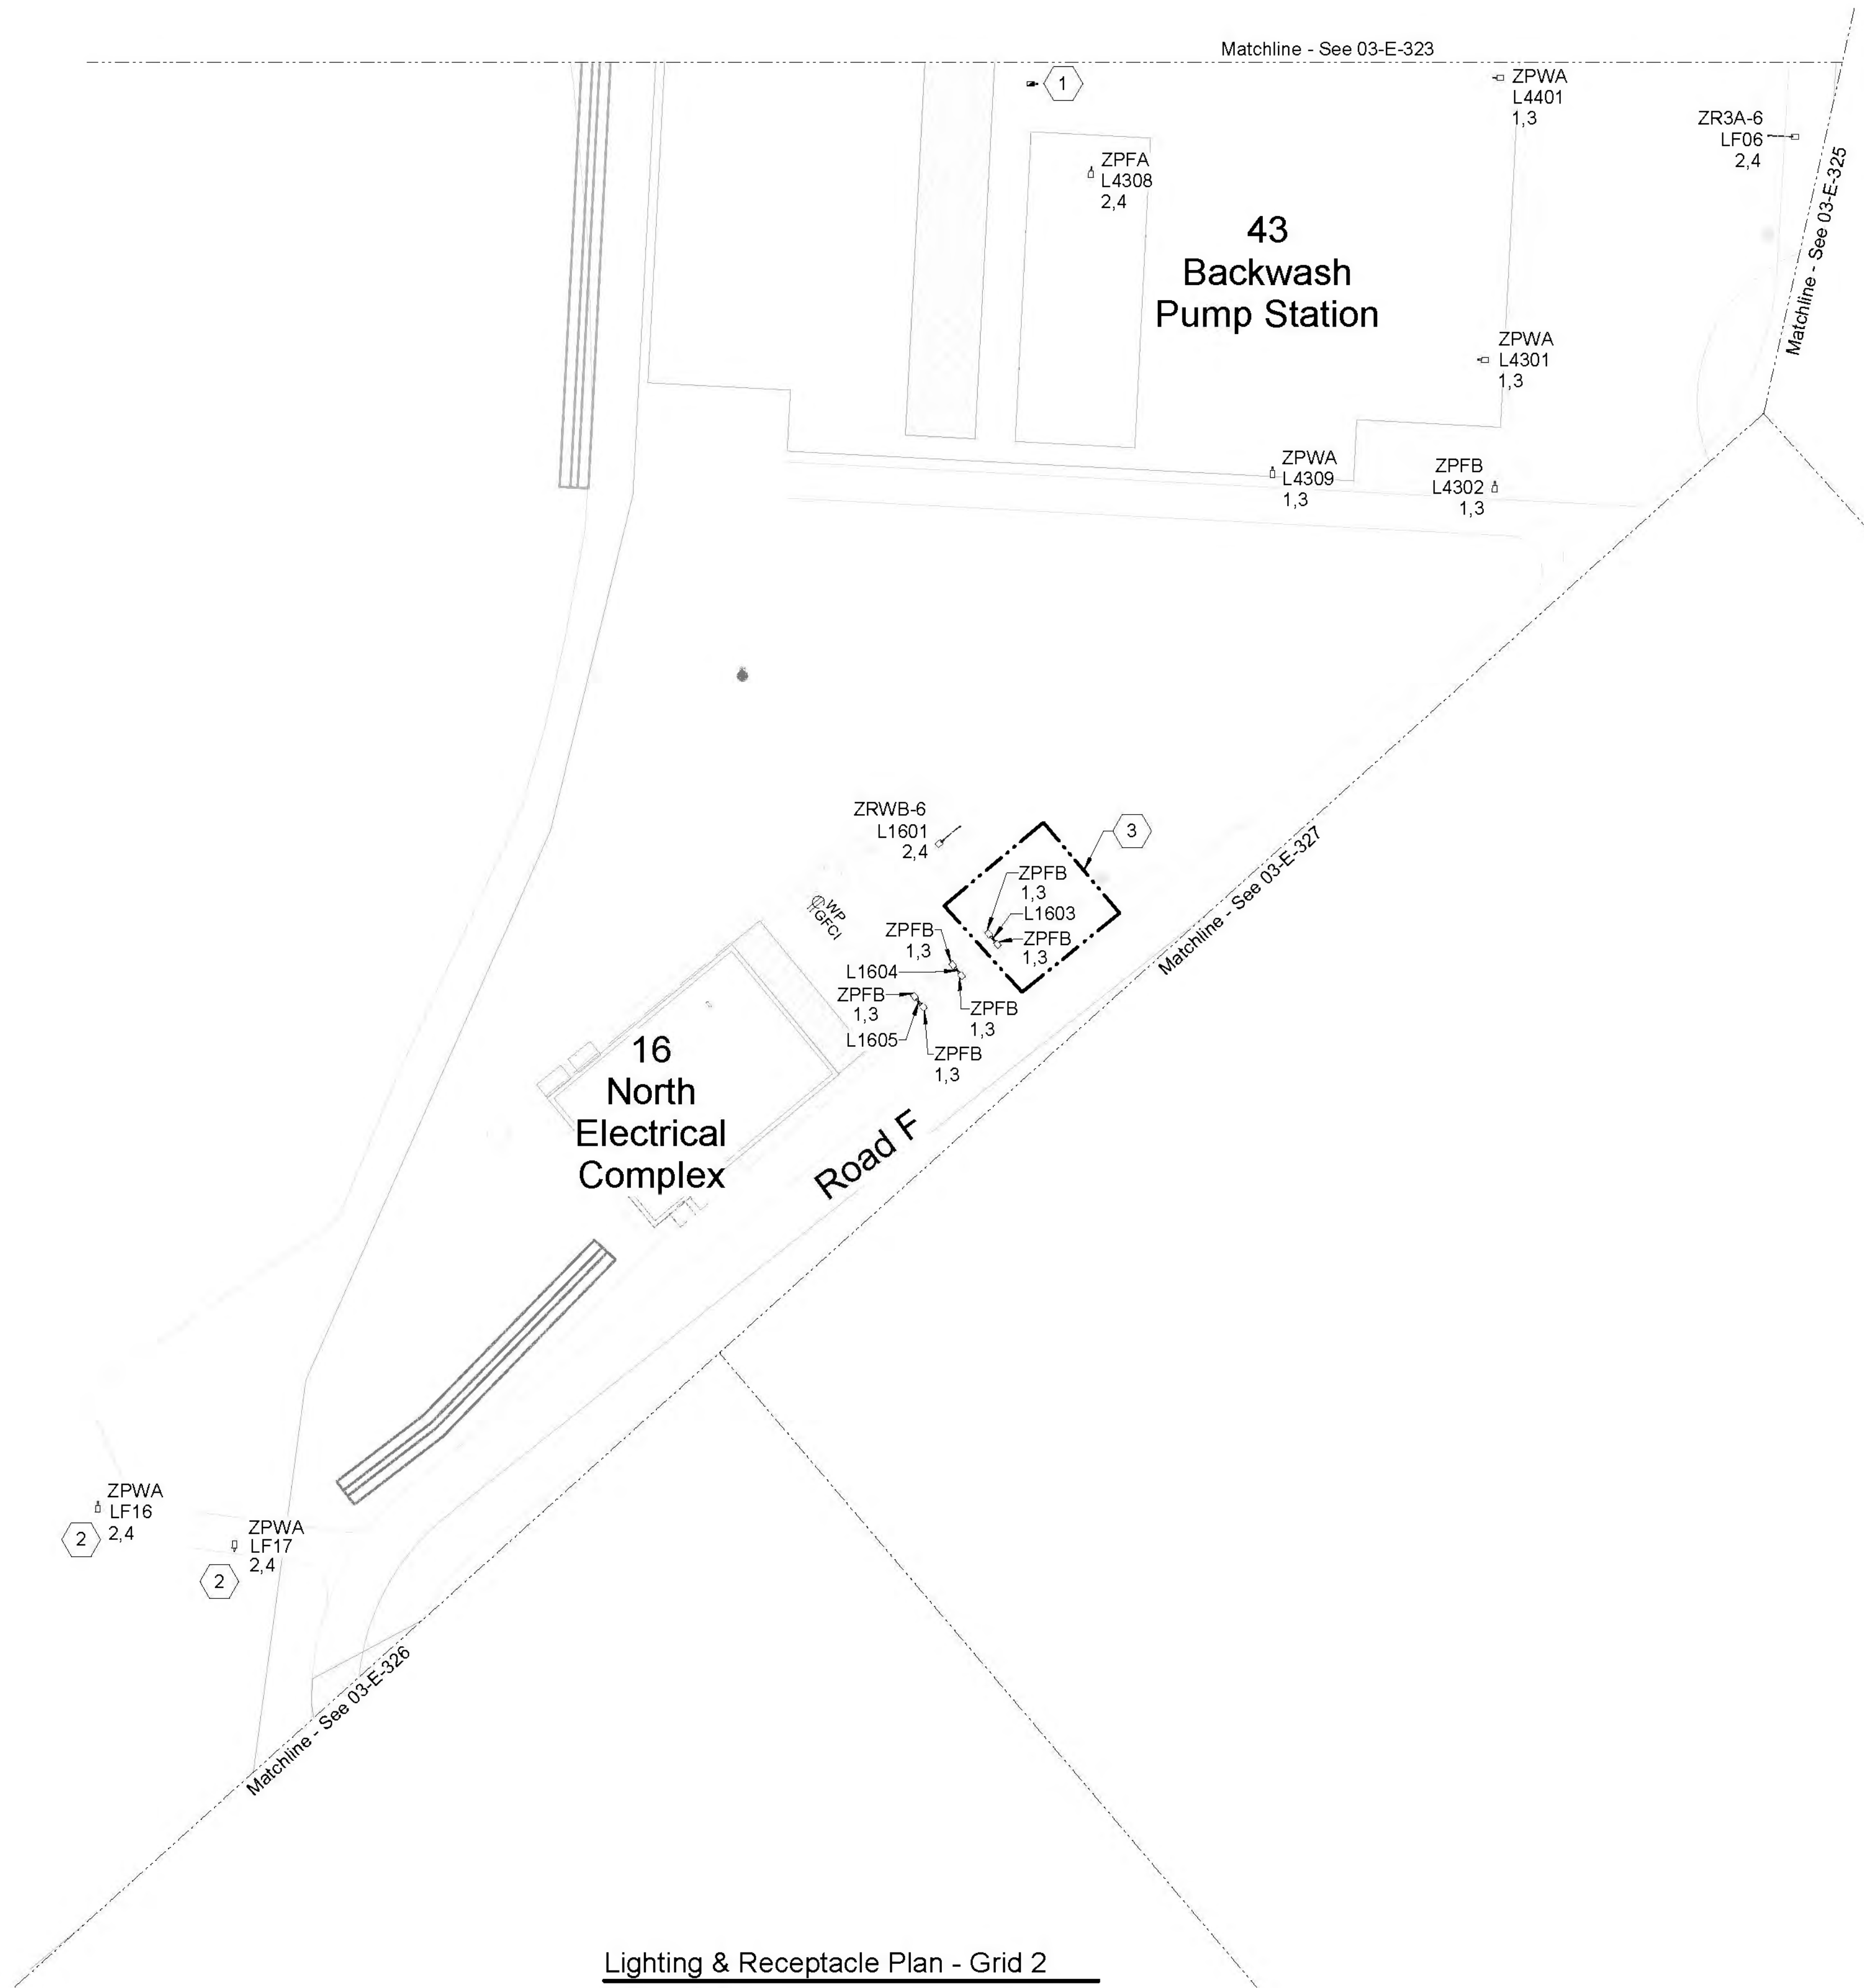 Matchline - See 03-E-323
1
ZPWA
L4401
1,3
ZR3A-6
LF06
2,4
Matchline - See 03-E-325
ZPFA
L4308
2,4
43
Backwash
Pump Station
ZPWA
L4301
1,3
ZPWA
L4309
1,3
ZPFB
L4302
1,3
ZRWB-6
L1601
2,4
3
ZPFB
1,3
L1603
ZPFB
1,3
WP
GFCI
ZPFB
1,3
L1604
ZPFB
1,3
ZPFB
1,3
L1605
ZPFB
1,3
Matchline - See 03-E-327
16
North
Electrical
Complex
Road F
ZPWA
LF16
2,4
2
ZPWA
LF17
2,4
2
Matchline - See 03-E-326
Lighting & Receptacle Plan - Grid 2